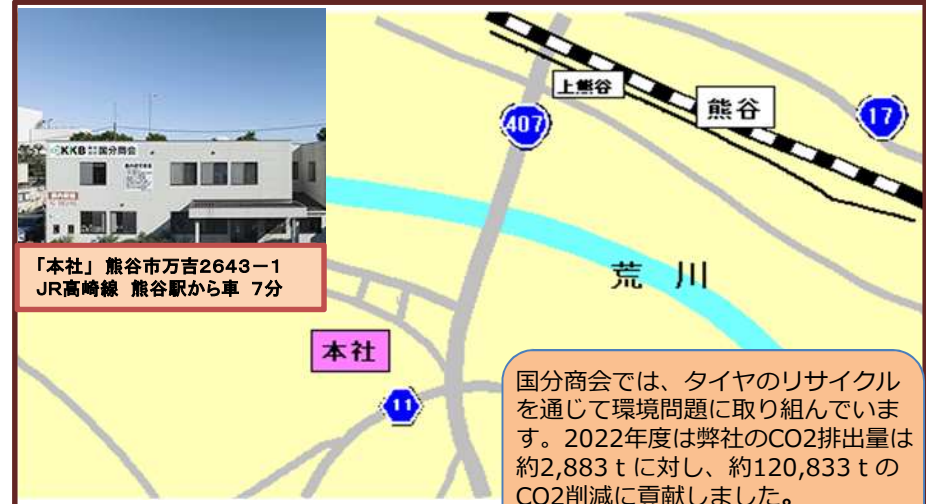 KKB 株式会社 国分商会
「本社」 熊谷市万吉2643－1
JR高崎線 熊谷駅から車 7分
上熊谷
熊谷
407
17
荒 川
本社
11
国分商会では、タイヤのリサイクル
を通じて環境問題に取り組んでいま
す。2022年度は弊社のCO2排出量は
約2,883ｔに対し、約120,833ｔの
CO2削減に貢献しました。